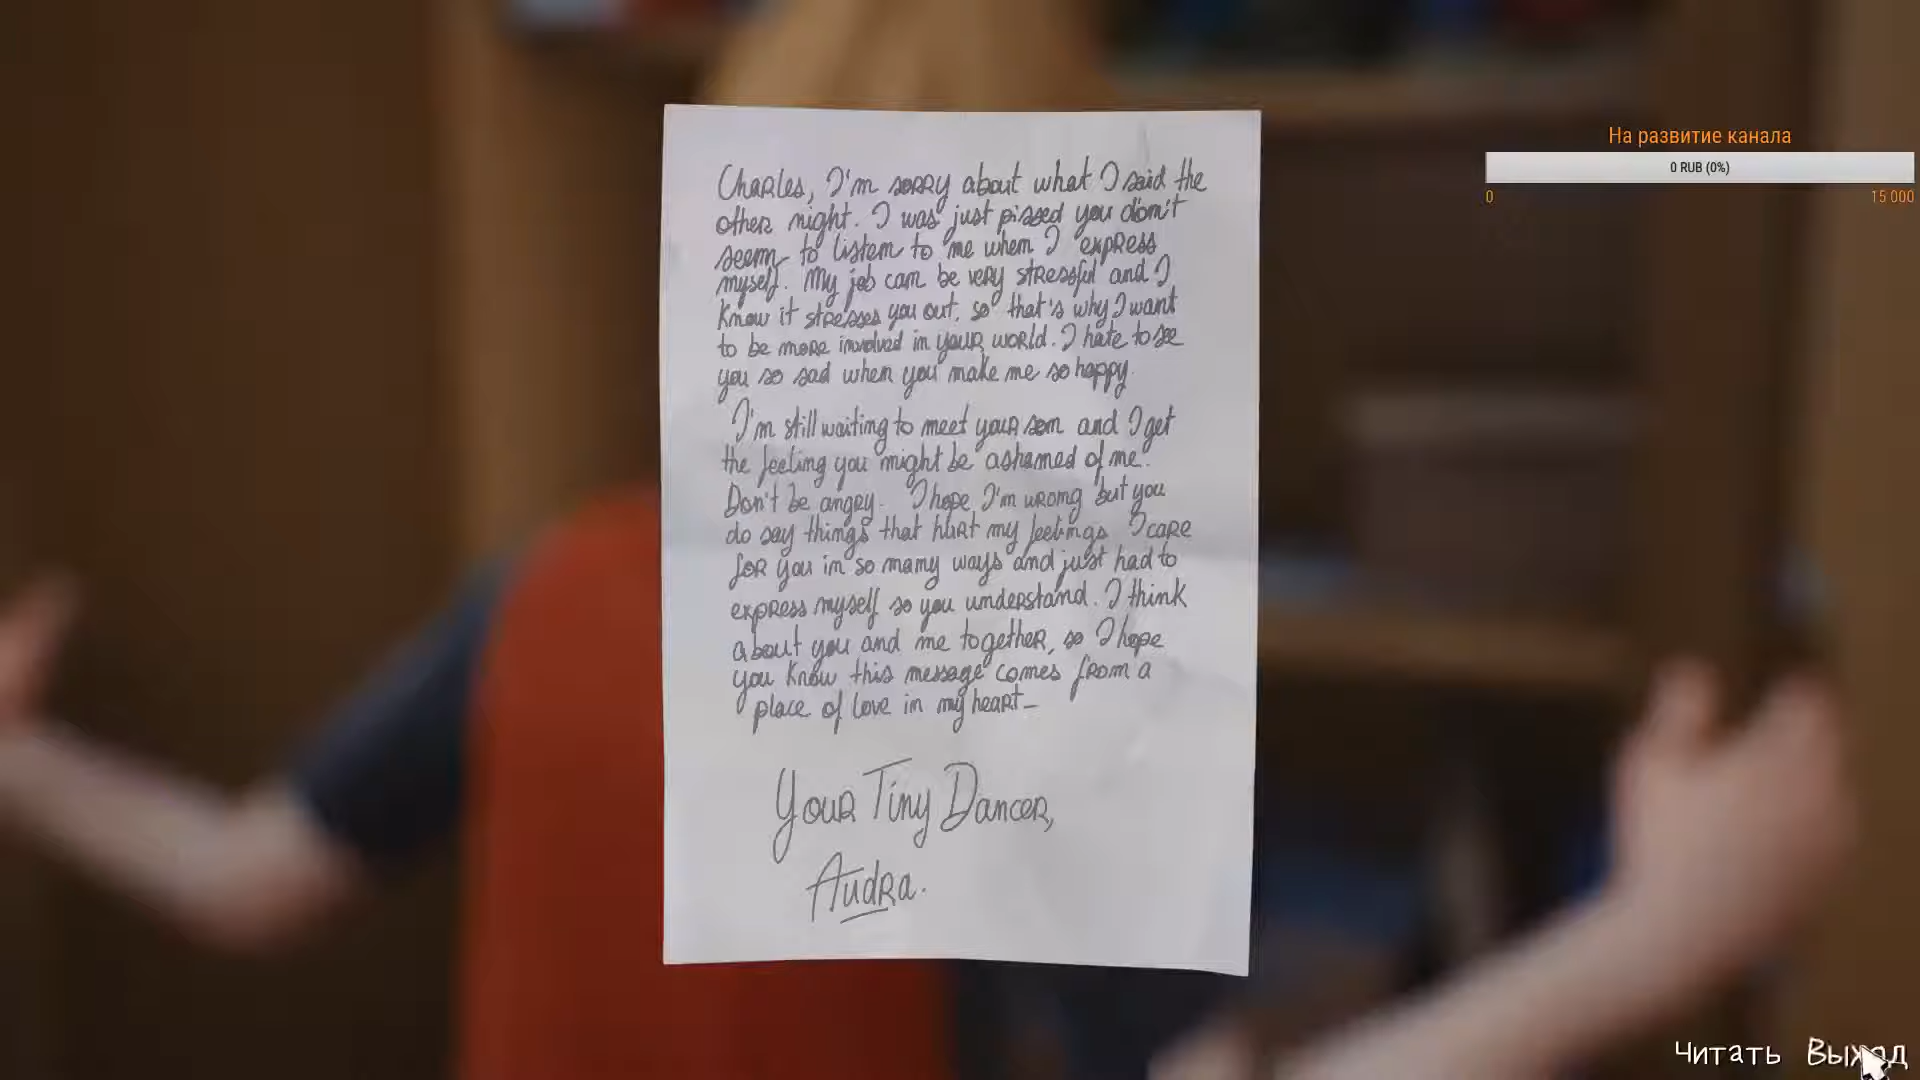 Charles, I'm sorry about what I said the
other night. I was just pissed you don't
seem to listen to me when I express
myself. My job can be very stressful and I
know it stresses you out, so that's why I want
to be more involved in your world. I hate to see
you so sad when you make me so happy.
I'm still waiting to meet your son and I get
the feeling you might be ashamed of me.
Don't be angry. I hope I'm wrong but you
do say things that hurt my feelings. I care
for you in so many ways and just had to
express myself so you understand. I think
about you and me together, so I hope
you know this message comes from a
place of love in my heart_
Your Tiny Dancer,
Audra.
На развитие канала
0 RUB (0%)
0 15 000
Читать Выход